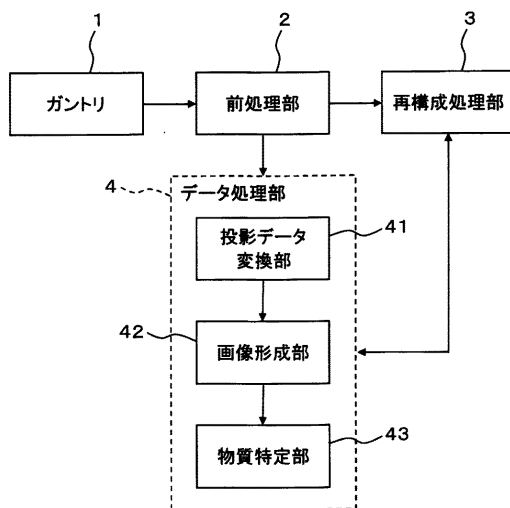 1
2
3
ガントリ
前処理部
再構成処理部
4
データ処理部
投影データ
変換部
41
42
画像形成部
物質特定部
43